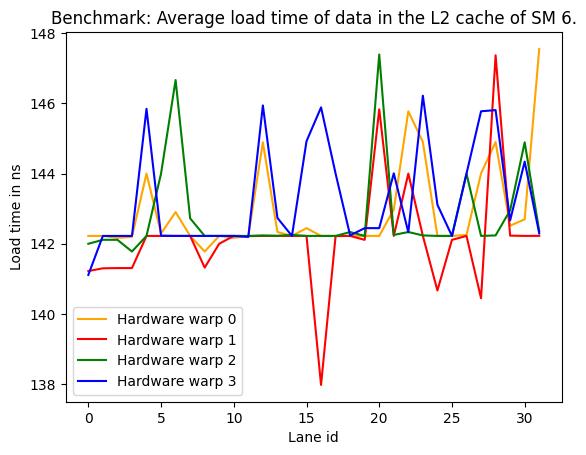 Benchmark: Average load time of data in the L2 cache of SM 6.
148
146
144
142
140
138
Load time in ns
Hardware warp 0
Hardware warp 1
Hardware warp 2
Hardware warp 3
0 5 10 15 20 25 30
Lane id